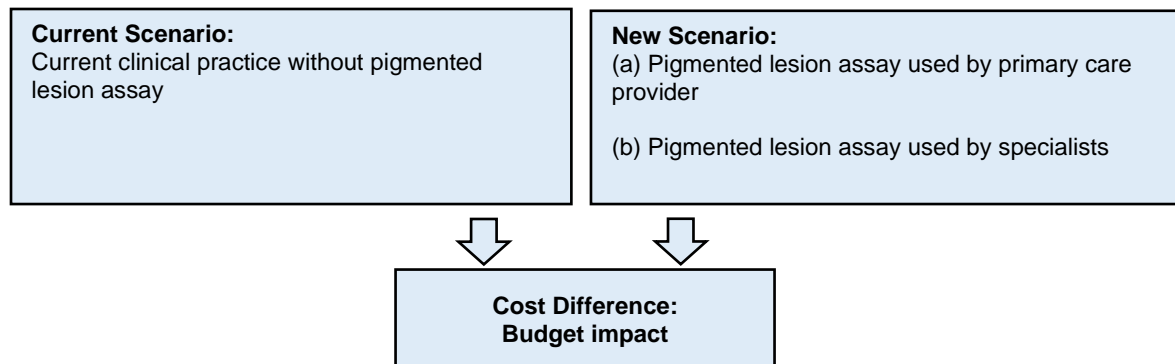 Current Scenario:
Current clinical practice without pigmented
lesion assay
New Scenario:
(a) Pigmented lesion assay used by primary care
provider
(b) Pigmented lesion assay used by specialists
Cost Difference:
Budget impact